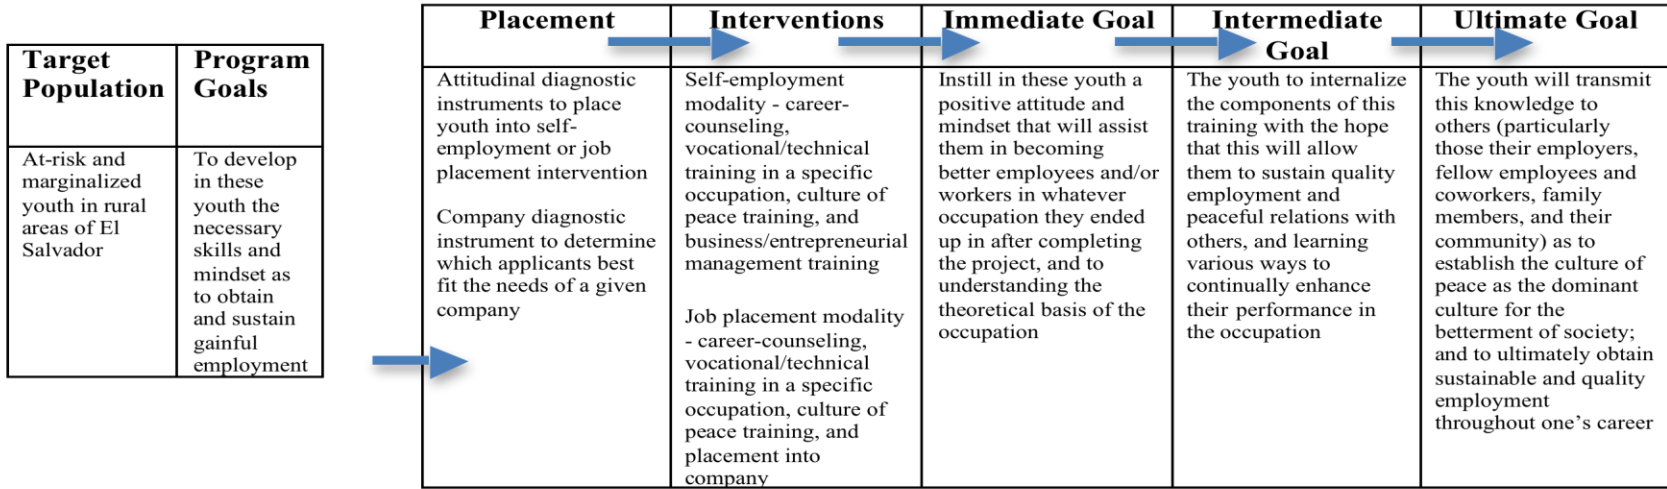 Target
Population
Program
Goals
At-risk and
marginalized
youth in rural
areas of El
Salvador
To develop
in these
youth the
necessary
skills and
mindset as
to obtain
and sustain
gainful
employment
Placement
Interventions
Immediate Goal
Intermediate
Goal
Ultimate Goal
Attitudinal diagnostic
instruments to place
youth into self-
employment or job
placement intervention
Company diagnostic
instrument to determine
which applicants best
fit the needs of a given
company
Self-employment
modality - career-
counseling,
vocational/technical
training in a specific
occupation, culture of
peace training, and
business/entrepreneurial
management training
Job placement modality
- career-counseling,
vocational/technical
training in a specific
occupation, culture of
peace training, and
placement into
company
Instill in these youth a
positive attitude and
mindset that will assist
them in becoming
better employees and/or
workers in whatever
occupation they ended
up in after completing
the project, and to
understanding the
theoretical basis of the
occupation
The youth to internalize
the components of this
training with the hope
that this will allow
them to sustain quality
employment and
peaceful relations with
others, and learning
various ways to
continually enhance
their performance in
the occupation
The youth will transmit
this knowledge to
others (particularly
those their employers,
fellow employees and
coworkers, family
members, and their
community) as to
establish the culture of
peace as the dominant
culture for the
betterment of society;
and to ultimately obtain
sustainable and quality
employment
throughout one’s career